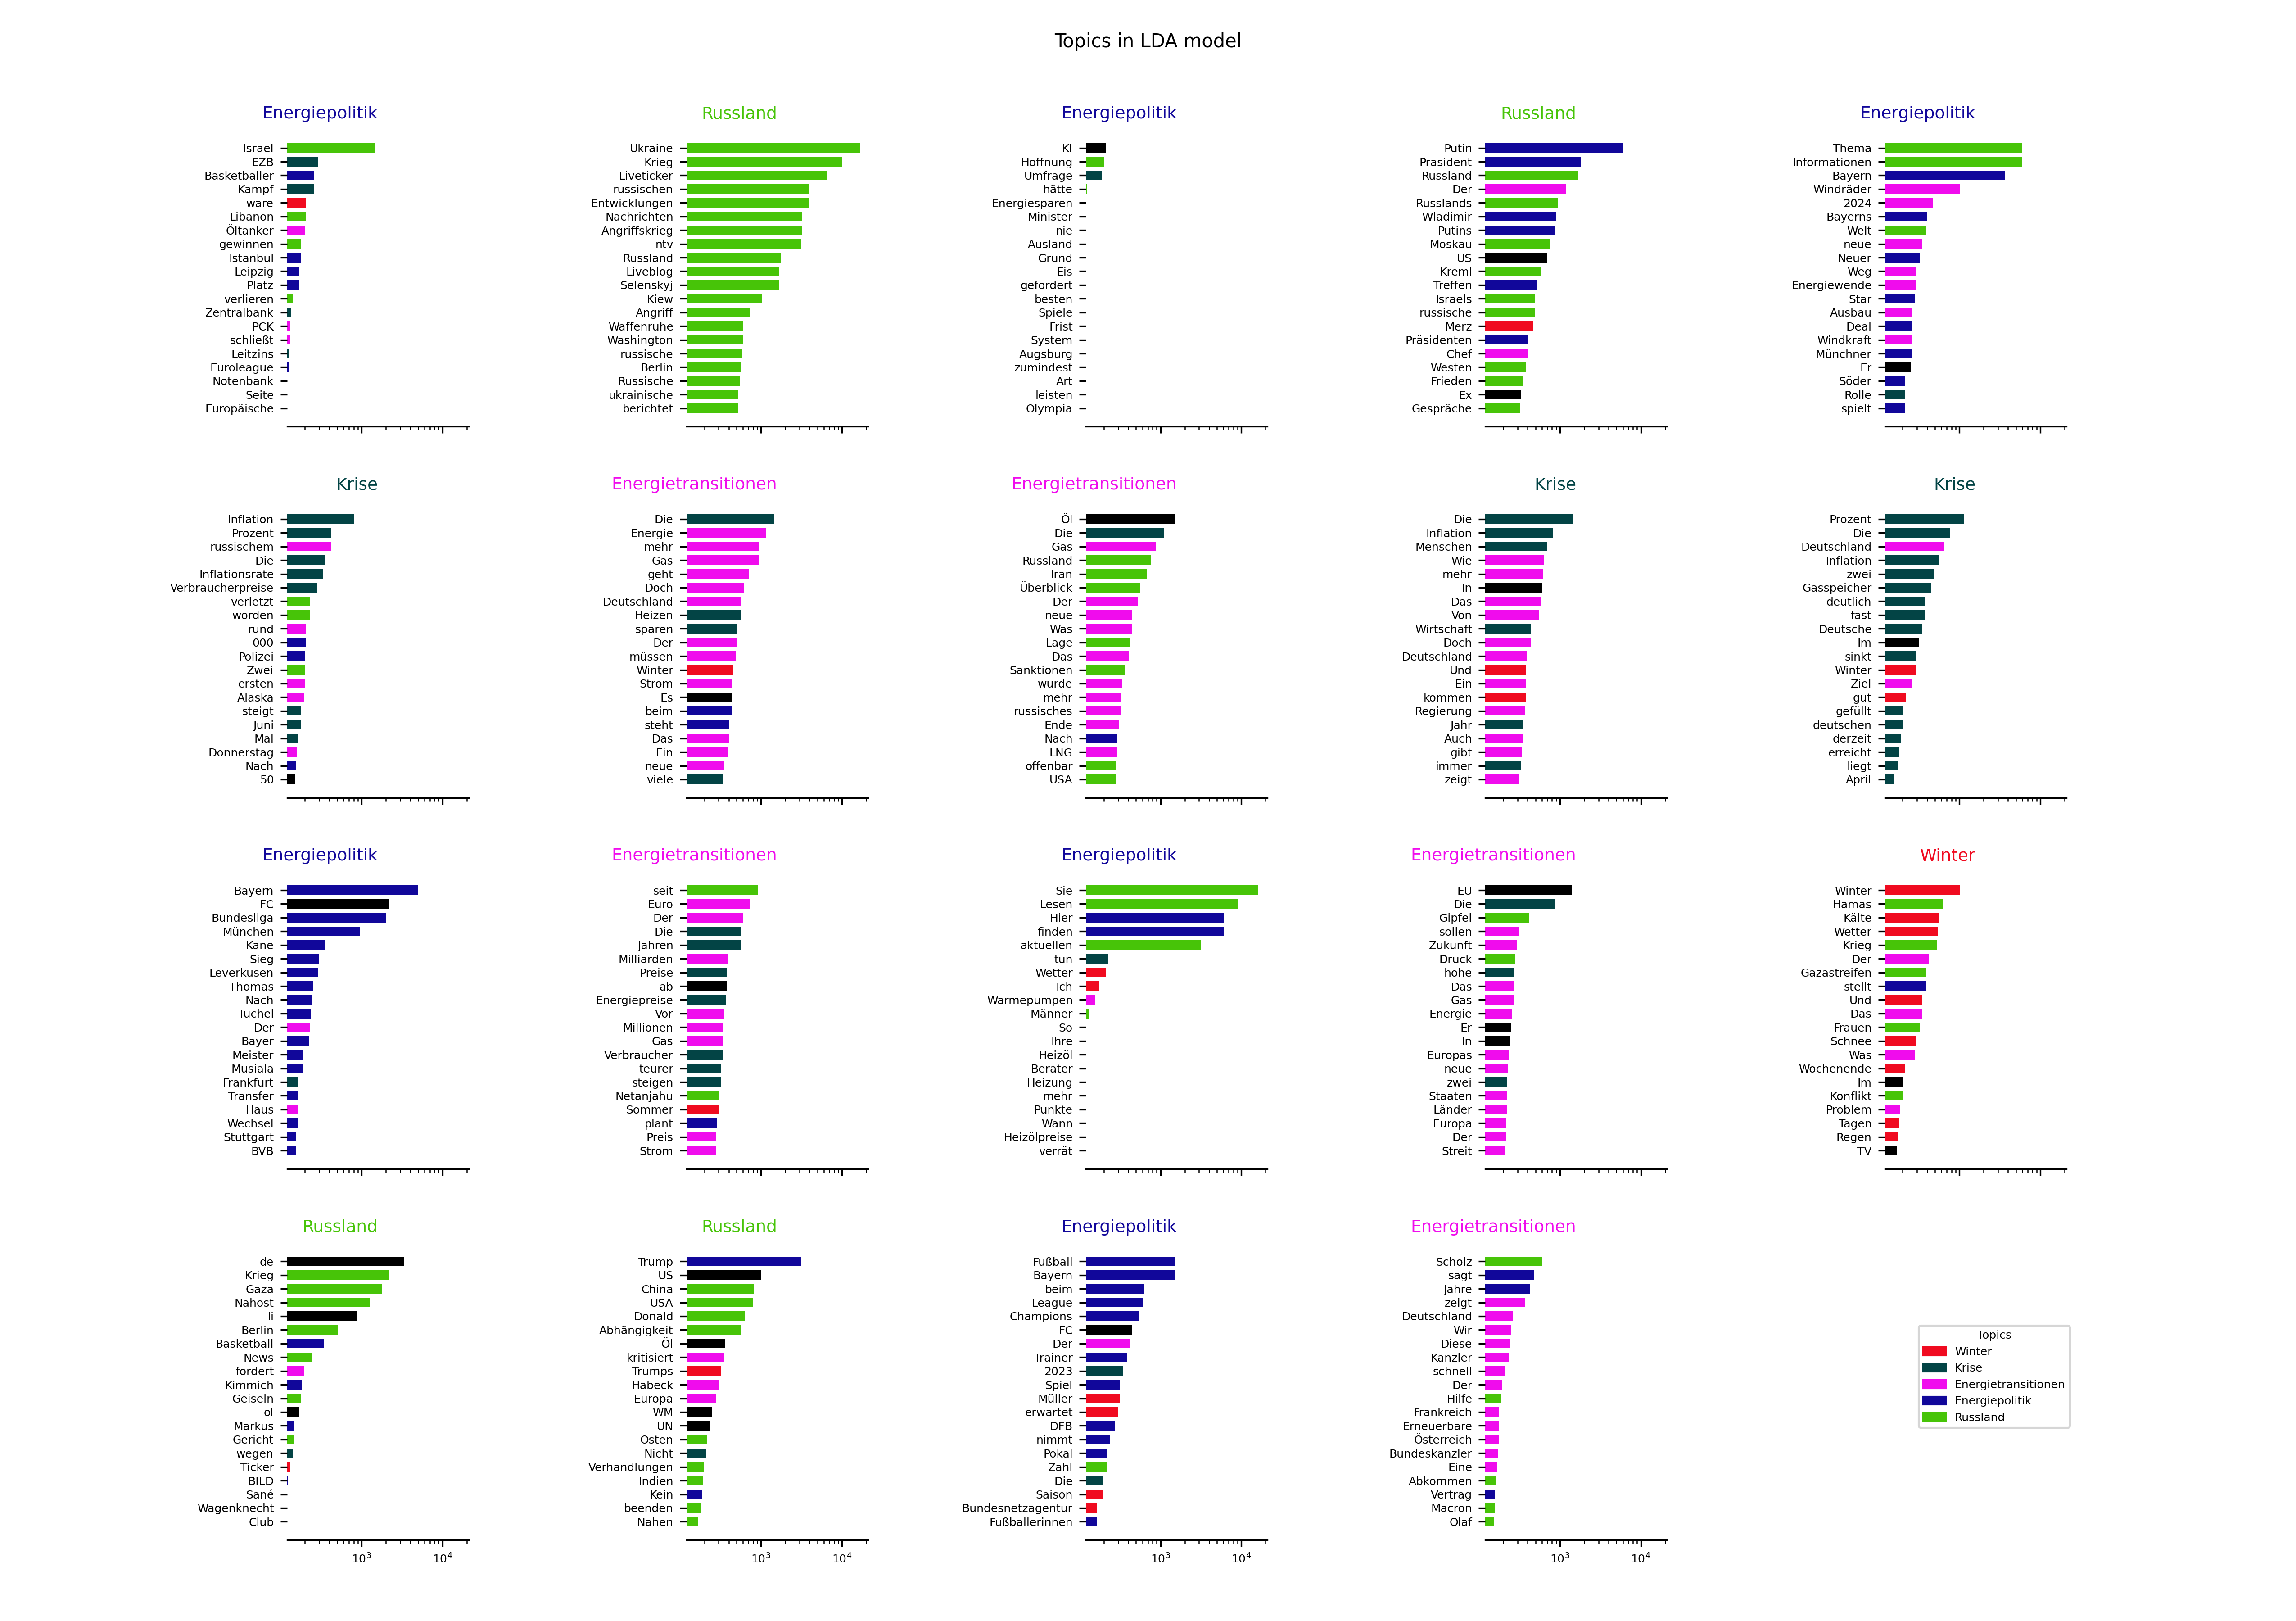 Topics in LDA model
Energiepolitik
Israel
EZB
Basketballer
Kampf
wäre
Libanon
Öltanker
gewinnen
Istanbul
Leipzig
Platz
verlieren
Zentralbank
PCK
schließt
Leitzins
Euroleague
Notenbank
Seite
Europäische
Russland
Ukraine
Krieg
Liveticker
russischen
Entwicklungen
Nachrichten
Angriffskrieg
ntv
Russland
Liveblog
Selenskyj
Kiew
Angriff
Waffenruhe
Washington
russische
Berlin
Russische
ukrainische
berichtet
Energiepolitik
KI
Hoffnung
Umfrage
hätte
Energiesparen
Minister
nie
Ausland
Grund
Eis
gefordert
besten
Spiele
Frist
System
Augsburg
zumindest
Art
leisten
Olympia
Russland
Putin
Präsident
Russland
Der
Russlands
Wladimir
Putins
Moskau
US
Kreml
Treffen
Israels
russische
Merz
Präsidenten
Chef
Westen
Frieden
Ex
Gespräche
Energiepolitik
Thema
Informationen
Bayern
Windräder
2024
Bayerns
Welt
neue
Neuer
Weg
Energiewende
Star
Ausbau
Deal
Windkraft
Münchner
Er
Söder
Rolle
spielt
Krise
Inflation
Prozent
russischem
Die
Inflationsrate
Verbraucherpreise
verletzt
worden
rund
000
Polizei
Zwei
ersten
Alaska
steigt
Juni
Mal
Donnerstag
Nach
50
Energietransitionen
Die
Energie
mehr
Gas
geht
Doch
Deutschland
Heizen
sparen
Der
müssen
Winter
Strom
Es
beim
steht
Das
Ein
neue
viele
Energietransitionen
Öl
Die
Gas
Russland
Iran
Überblick
Der
neue
Was
Lage
Das
Sanktionen
wurde
mehr
russisches
Ende
Nach
LNG
offenbar
USA
Krise
Die
Inflation
Menschen
Wie
mehr
In
Das
Von
Wirtschaft
Doch
Deutschland
Und
Ein
kommen
Regierung
Jahr
Auch
gibt
immer
zeigt
Krise
Prozent
Die
Deutschland
Inflation
zwei
Gasspeicher
deutlich
fast
Deutsche
Im
sinkt
Winter
Ziel
gut
gefüllt
deutschen
derzeit
erreicht
liegt
April
Energiepolitik
Bayern
FC
Bundesliga
München
Kane
Sieg
Leverkusen
Thomas
Nach
Tuchel
Der
Bayer
Meister
Musiala
Frankfurt
Transfer
Haus
Wechsel
Stuttgart
BVB
Energietransitionen
seit
Euro
Der
Die
Jahren
Milliarden
Preise
ab
Energiepreise
Vor
Millionen
Gas
Verbraucher
teurer
steigen
Netanjahu
Sommer
plant
Preis
Strom
Energiepolitik
Sie
Lesen
Hier
finden
aktuellen
tun
Wetter
Ich
Wärmepumpen
Männer
So
Ihre
Heizöl
Berater
Heizung
mehr
Punkte
Wann
Heizölpreise
verrät
Energietransitionen
EU
Die
Gipfel
sollen
Zukunft
Druck
hohe
Das
Gas
Energie
Er
In
Europas
neue
zwei
Staaten
Länder
Europa
Der
Streit
Winter
Winter
Hamas
Kälte
Wetter
Krieg
Der
Gazastreifen
stellt
Und
Das
Frauen
Schnee
Was
Wochenende
Im
Konflikt
Problem
Tagen
Regen
TV
Russland
de
Krieg
Gaza
Nahost
li
Berlin
Basketball
News
fordert
Kimmich
Geiseln
ol
Markus
Gericht
wegen
Ticker
BILD
Sané
Wagenknecht
Club
10³ 10⁴
Russland
Trump
US
China
USA
Donald
Abhängigkeit
Öl
kritisiert
Trumps
Habeck
Europa
WM
UN
Osten
Nicht
Verhandlungen
Indien
Kein
beenden
Nahen
10³ 10⁴
Energiepolitik
Fußball
Bayern
beim
League
Champions
FC
Der
Trainer
2023
Spiel
Müller
erwartet
DFB
nimmt
Pokal
Zahl
Die
Saison
Bundesnetzagentur
Fußballerinnen
10³ 10⁴
Energietransitionen
Scholz
sagt
Jahre
zeigt
Deutschland
Wir
Diese
Kanzler
schnell
Der
Hilfe
Frankreich
Erneuerbare
Österreich
Bundeskanzler
Eine
Abkommen
Vertrag
Macron
Olaf
10³ 10⁴
Topics
Winter
Krise
Energietransitionen
Energiepolitik
Russland